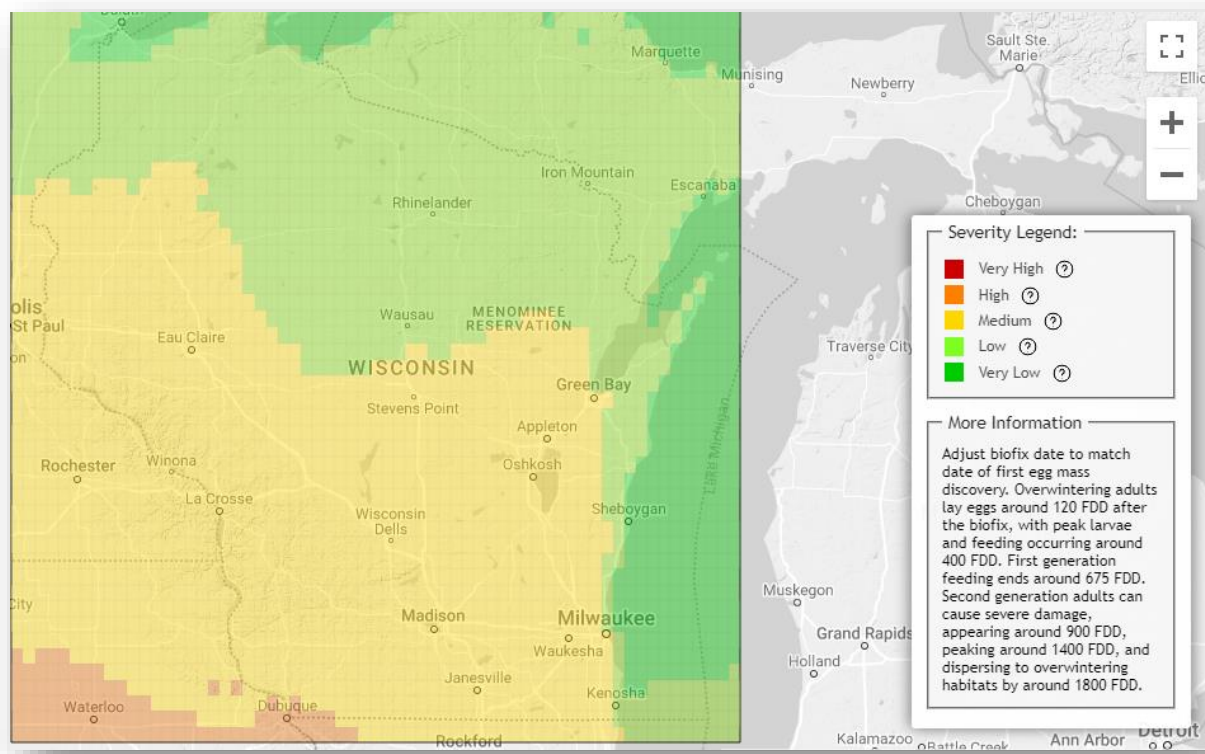 Duluth
Marquette
Sault Ste.
Marie
Munising
Newberry
Iron Mountain
Escanaba
Rhinelander
Cheboygan
olis
St Paul
on
Eau Claire
Wausau
MENOMINEE
RESERVATION
WISCONSIN
Green Bay
Stevens Point
Appleton
Traverse City
Rochester
Winona
Oshkosh
La Crosse
Lake Michigan
Wisconsin
Dells
Sheboygan
City
Madison
Milwaukee
Waukesha
Muskegon
Grand Rapids
Holland
Janesville
Kenosha
Waterloo
Dubuque
Rockford
Kalamazoo
Battle Creek
Ann Arbor
Detroit
+
−
Severity Legend:
Very High ?
High ?
Medium ?
Low ?
Very Low ?
More Information
Adjust biofix date to match
date of first egg mass
discovery. Overwintering adults
lay eggs around 120 FDD after
the biofix, with peak larvae
and feeding occurring around
400 FDD. First generation
feeding ends around 675 FDD.
Second generation adults can
cause severe damage,
appearing around 900 FDD,
peaking around 1400 FDD, and
dispersing to overwintering
habitats by around 1800 FDD.